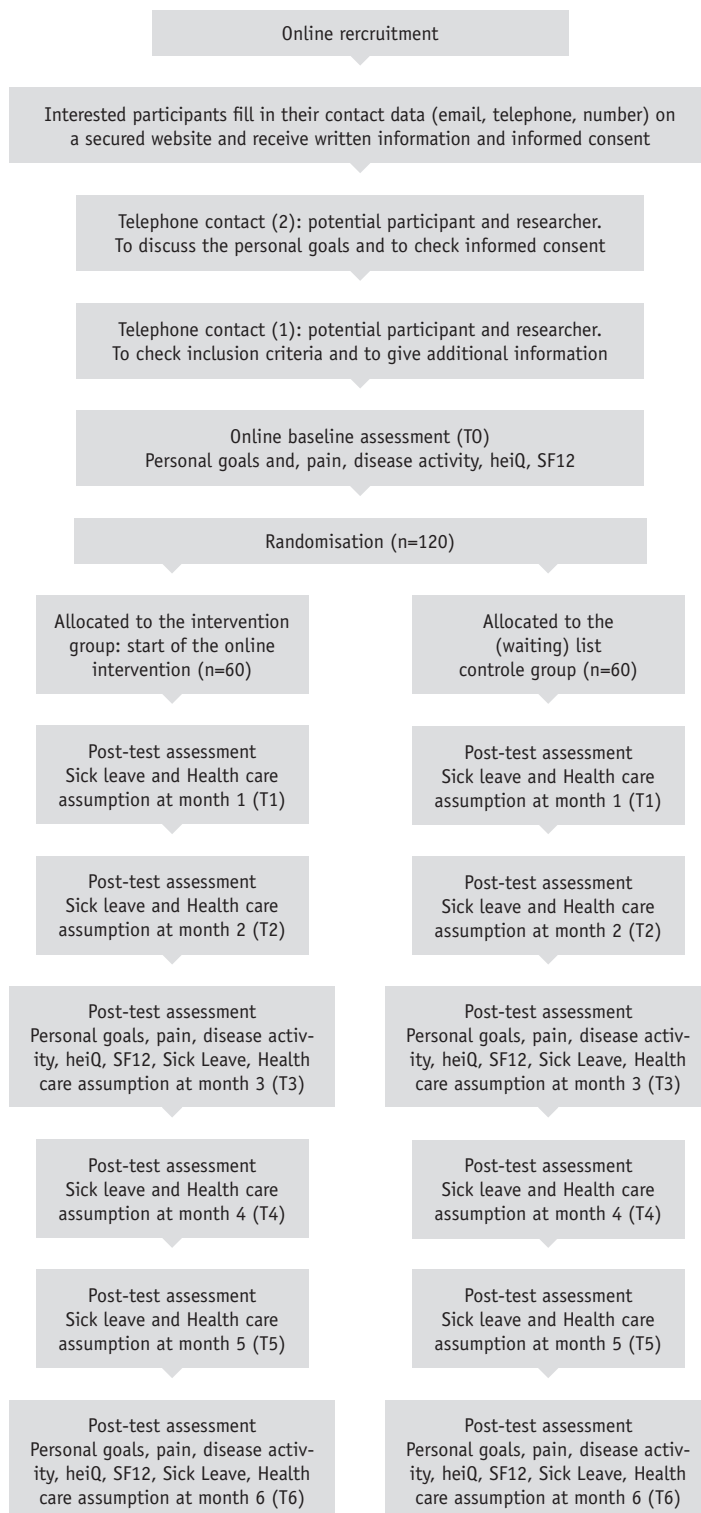 Online rercruitment
Interested participants fill in their contact data (email, telephone, number) on
a secured website and receive written information and informed consent
Telephone contact (2): potential participant and researcher.
To discuss the personal goals and to check informed consent
Telephone contact (1): potential participant and researcher.
To check inclusion criteria and to give additional information
Online baseline assessment (TO)
Personal goals and, pain, disease activity, heiQ, SF12
Randomisation (n=120)
Allocated to the intervention
group: start of the online
intervention (n=60)
Allocated to the
(waiting) list
controle group (n=60)
Post-test assessment
Sick leave and Health care
assumption at month 1 (T1)
Post-test assessment
Sick leave and Health care
assumption at month 1 (T1)
Post-test assessment
Sick leave and Health care
assumption at month 2 (T2)
Post-test assessment
Sick leave and Health care
assumption at month 2 (T2)
Post-test assessment
Personal goals, pain, disease activ-
ity, heiQ, SF12, Sick Leave, Health
care assumption at month 3 (T3)
Post-test assessment
Personal goals, pain, disease activ-
ity, heiQ, SF12, Sick Leave, Health
care assumption at month 3 (T3)
Post-test assessment
Sick leave and Health care
assumption at month 4 (T4)
Post-test assessment
Sick leave and Health care
assumption at month 4 (T4)
Post-test assessment
Sick leave and Health care
assumption at month 5 (T5)
Post-test assessment
Sick leave and Health care
assumption at month 5 (T5)
Post-test assessment
Personal goals, pain, disease activ-
ity, heiQ, SF12, Sick Leave, Health
care assumption at month 6 (T6)
Post-test assessment
Personal goals, pain, disease activ-
ity, heiQ, SF12, Sick Leave, Health
care assumption at month 6 (T6)